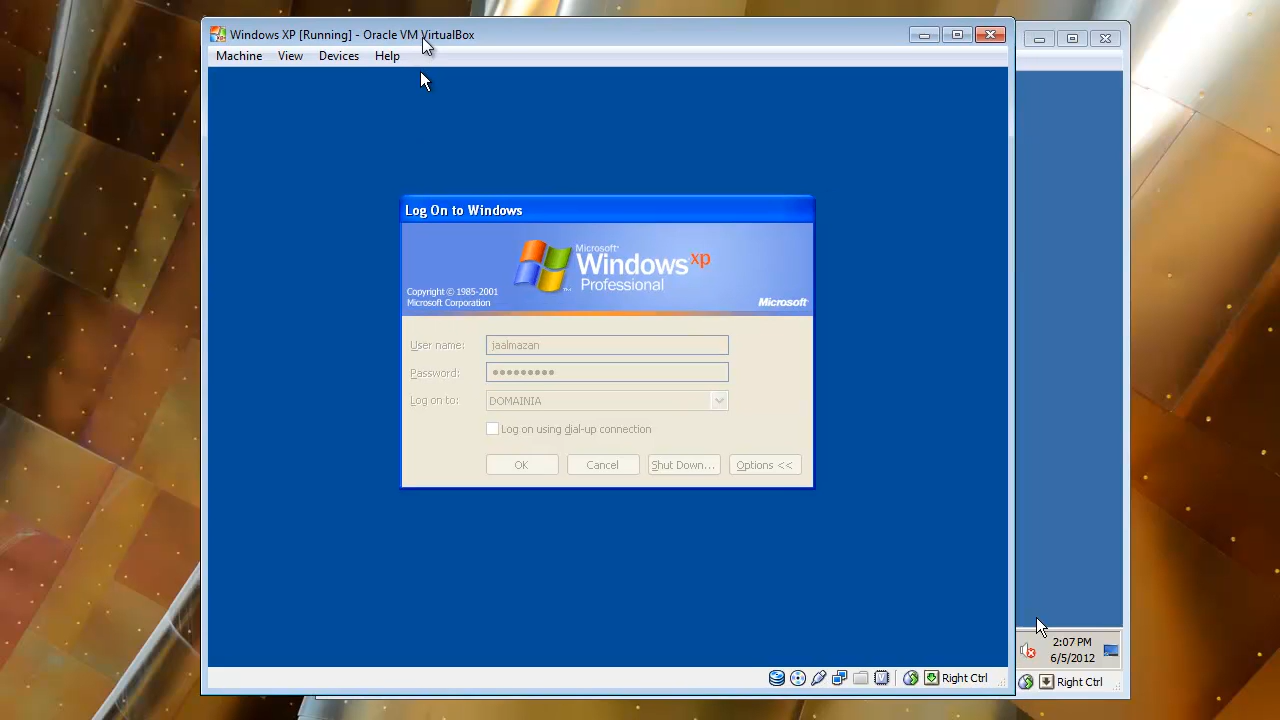 Windows XP [Running] - Oracle VM VirtualBox
Machine View Devices Help
Log On to Windows
Microsoft®
Windows xp
Professional
Copyright © 1985-2001
Microsoft Corporation
Microsoft
User name: jaalmazan
Password: •••••••••
Log on to: DOMAINIA
Log on using dial-up connection
OK Cancel Shut Down... Options <<
2:07 PM
6/5/2012
Right Ctrl
Right Ctrl